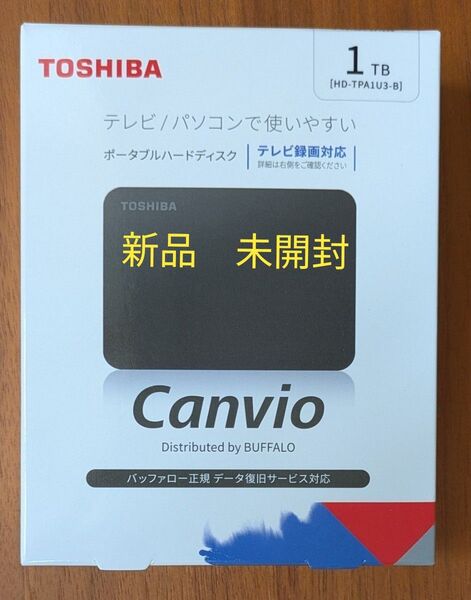 TOSHIBA
1 TB
[HD-TPA1U3-B]
テレビ/パソコンで使いやすい
ポータブルハードディスク
テレビ録画対応
詳細は右側をご確認ください
TOSHIBA
新品 未開封
Canvio
Distributed by BUFFALO
バッファロー正規 データ復旧サービス対応